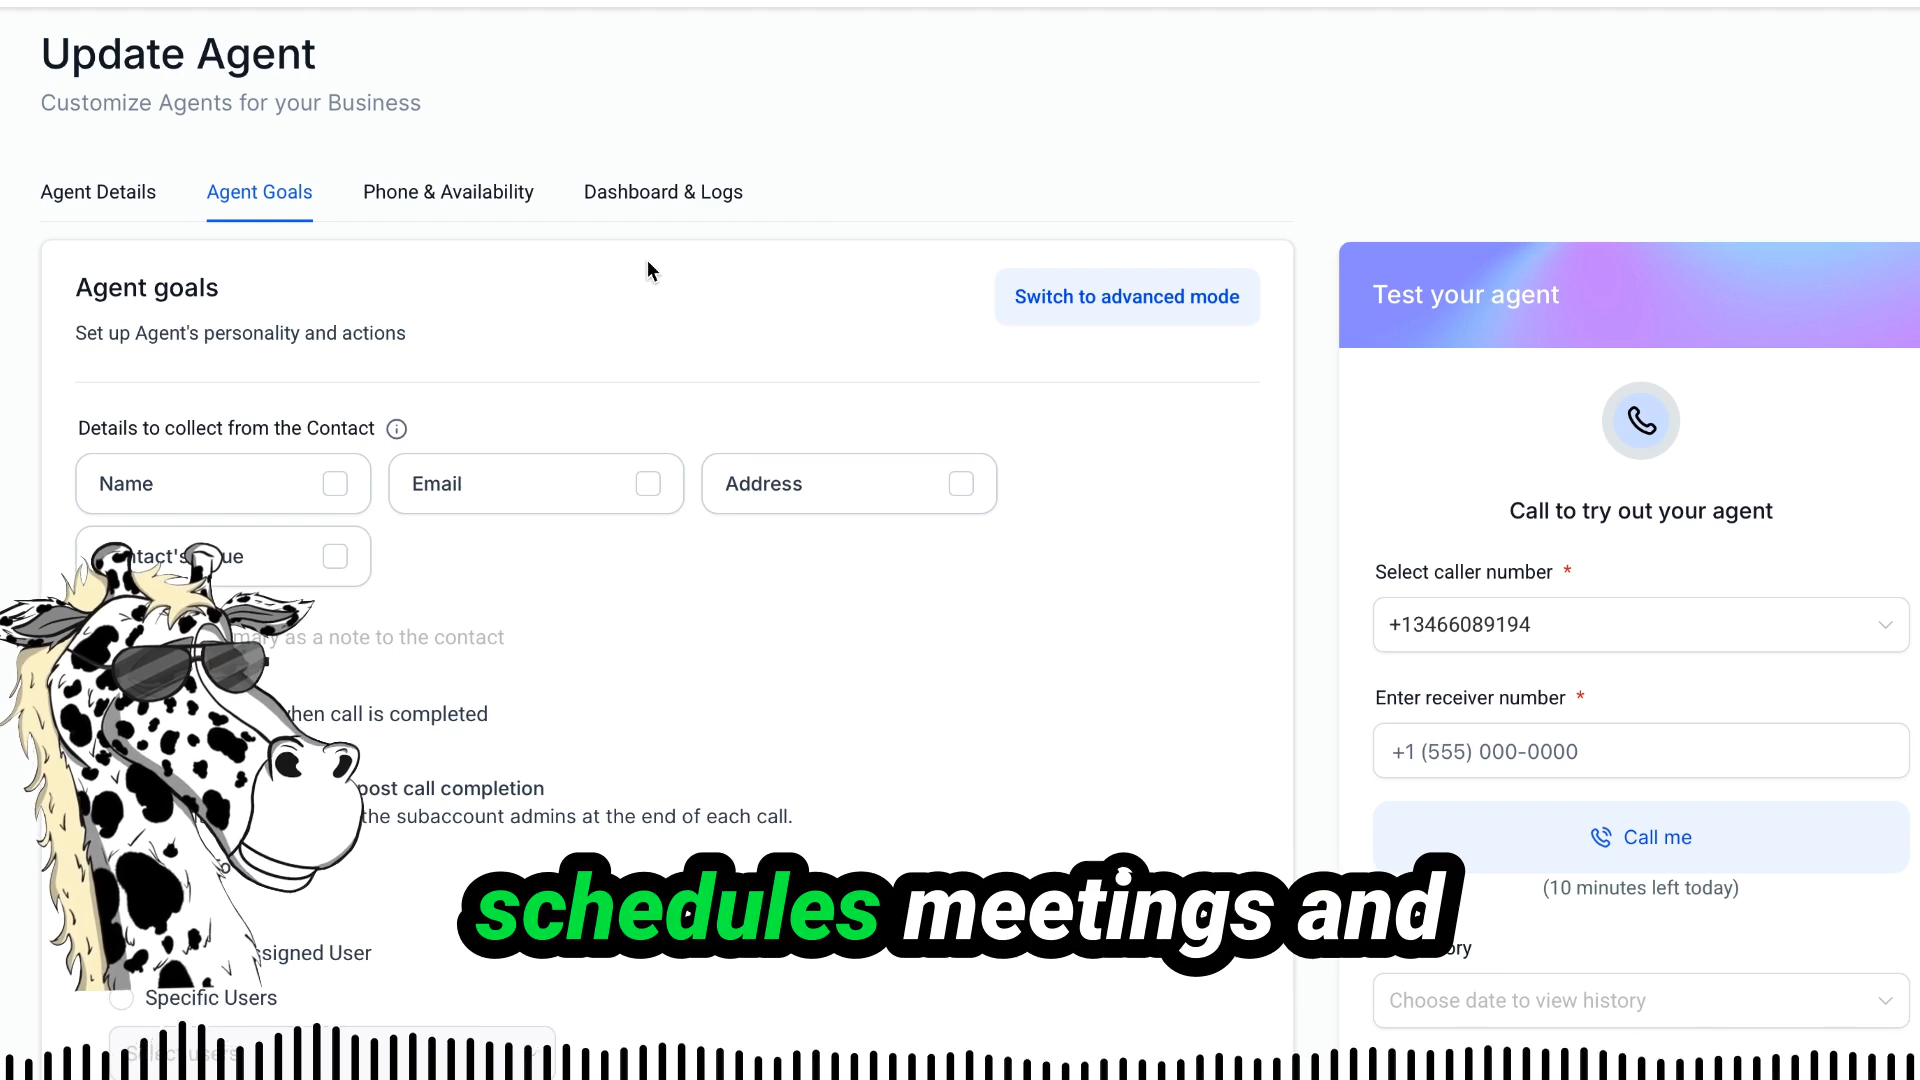 Update Agent
Customize Agents for your Business
Agent Details
Agent Goals
Phone & Availability
Dashboard & Logs
Agent goals
Set up Agent's personality and actions
Switch to advanced mode
Details to collect from the Contact
Name
Email
Address
as a note to the contact
when call is completed
post call completion
the subaccount admins at the end of each call.
User
Specific Users
Select users
Test your agent
Call to try out your agent
Select caller number *
+13466089194
Enter receiver number *
+1 (555) 000-0000
Call me
(10 minutes left today)
Choose date to view history
schedules meetings and